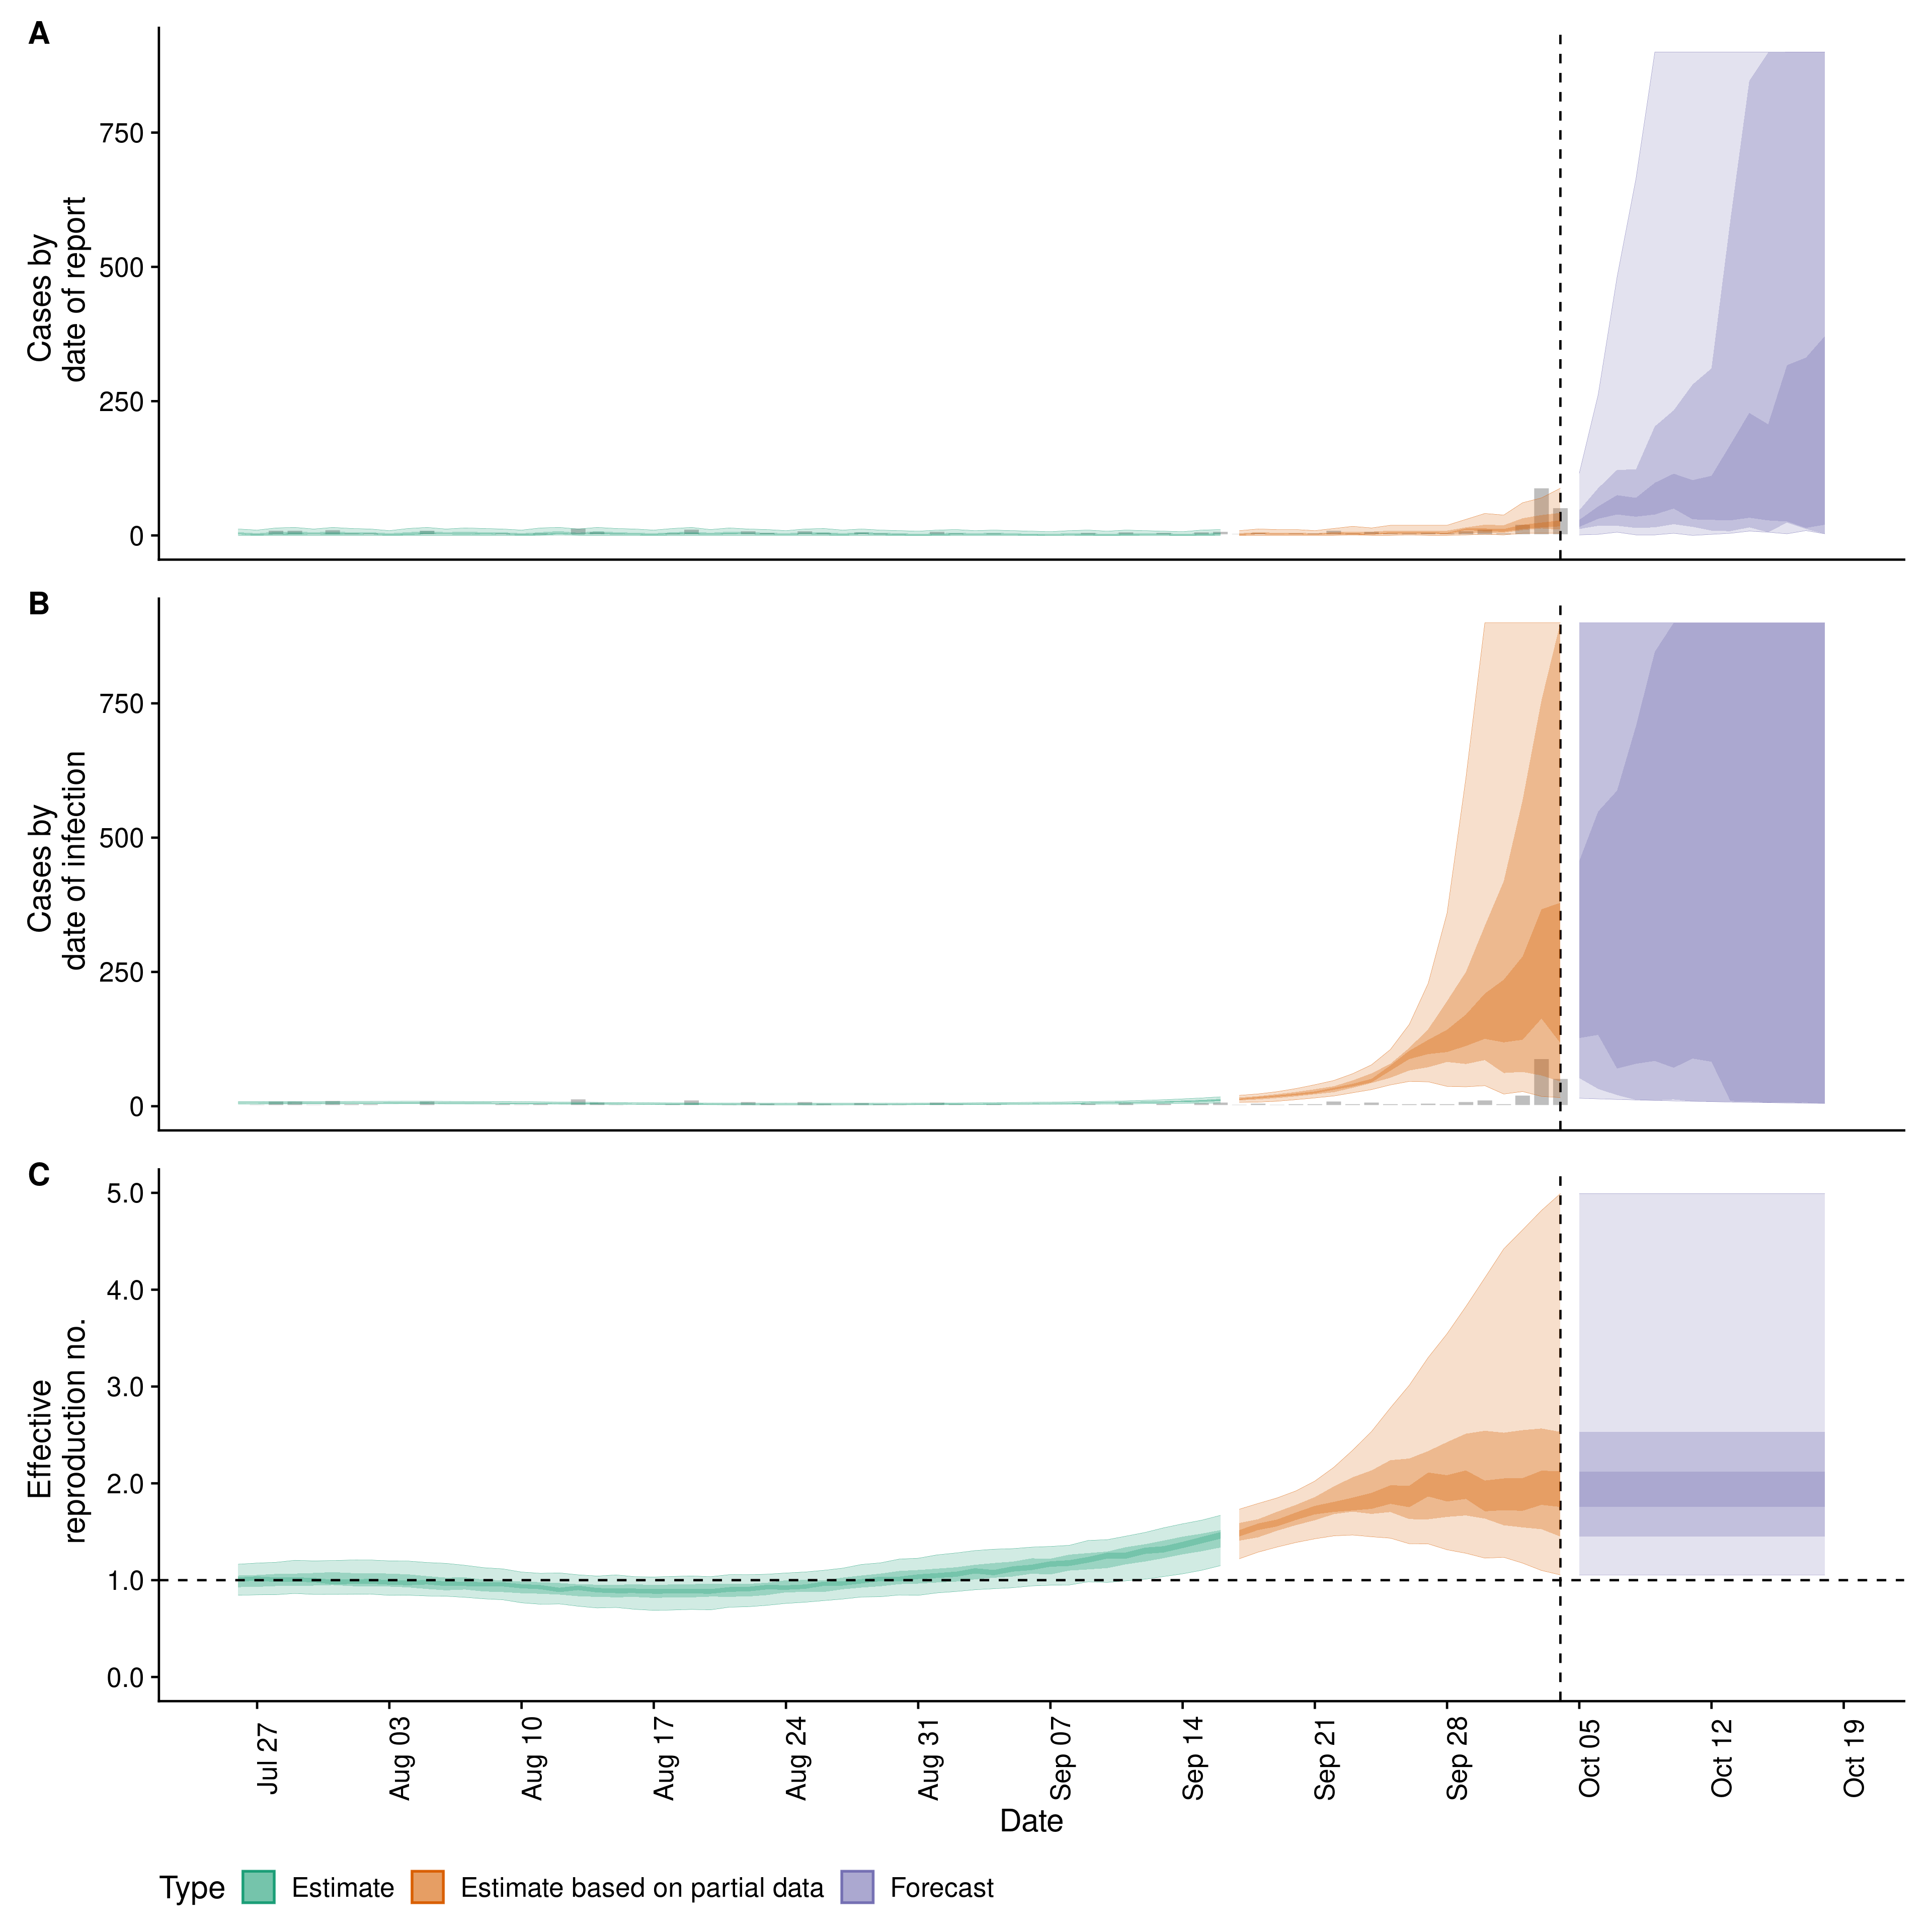 A
Cases by
date of report
750
500
250
0
B
Cases by
date of infection
750
500
250
0
C
Effective
reproduction no.
5.0
4.0
3.0
2.0
1.0
0.0
Jul 27
Aug 03
Aug 10
Aug 17
Aug 24
Aug 31
Sep 07
Sep 14
Sep 21
Sep 28
Oct 05
Oct 12
Oct 19
Date
Type Estimate Estimate based on partial data Forecast